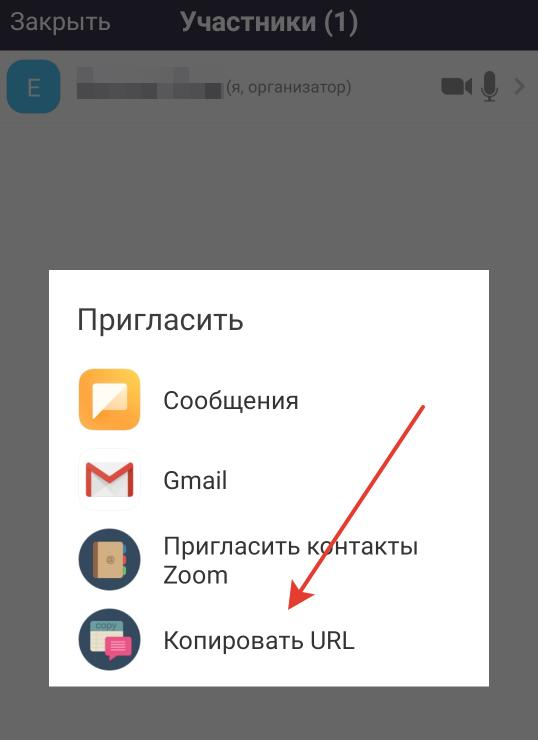 Закрыть Участники (1)
E (я, организатор)
Пригласить
Сообщения
Gmail
Пригласить контакты
Zoom
copy
Копировать URL